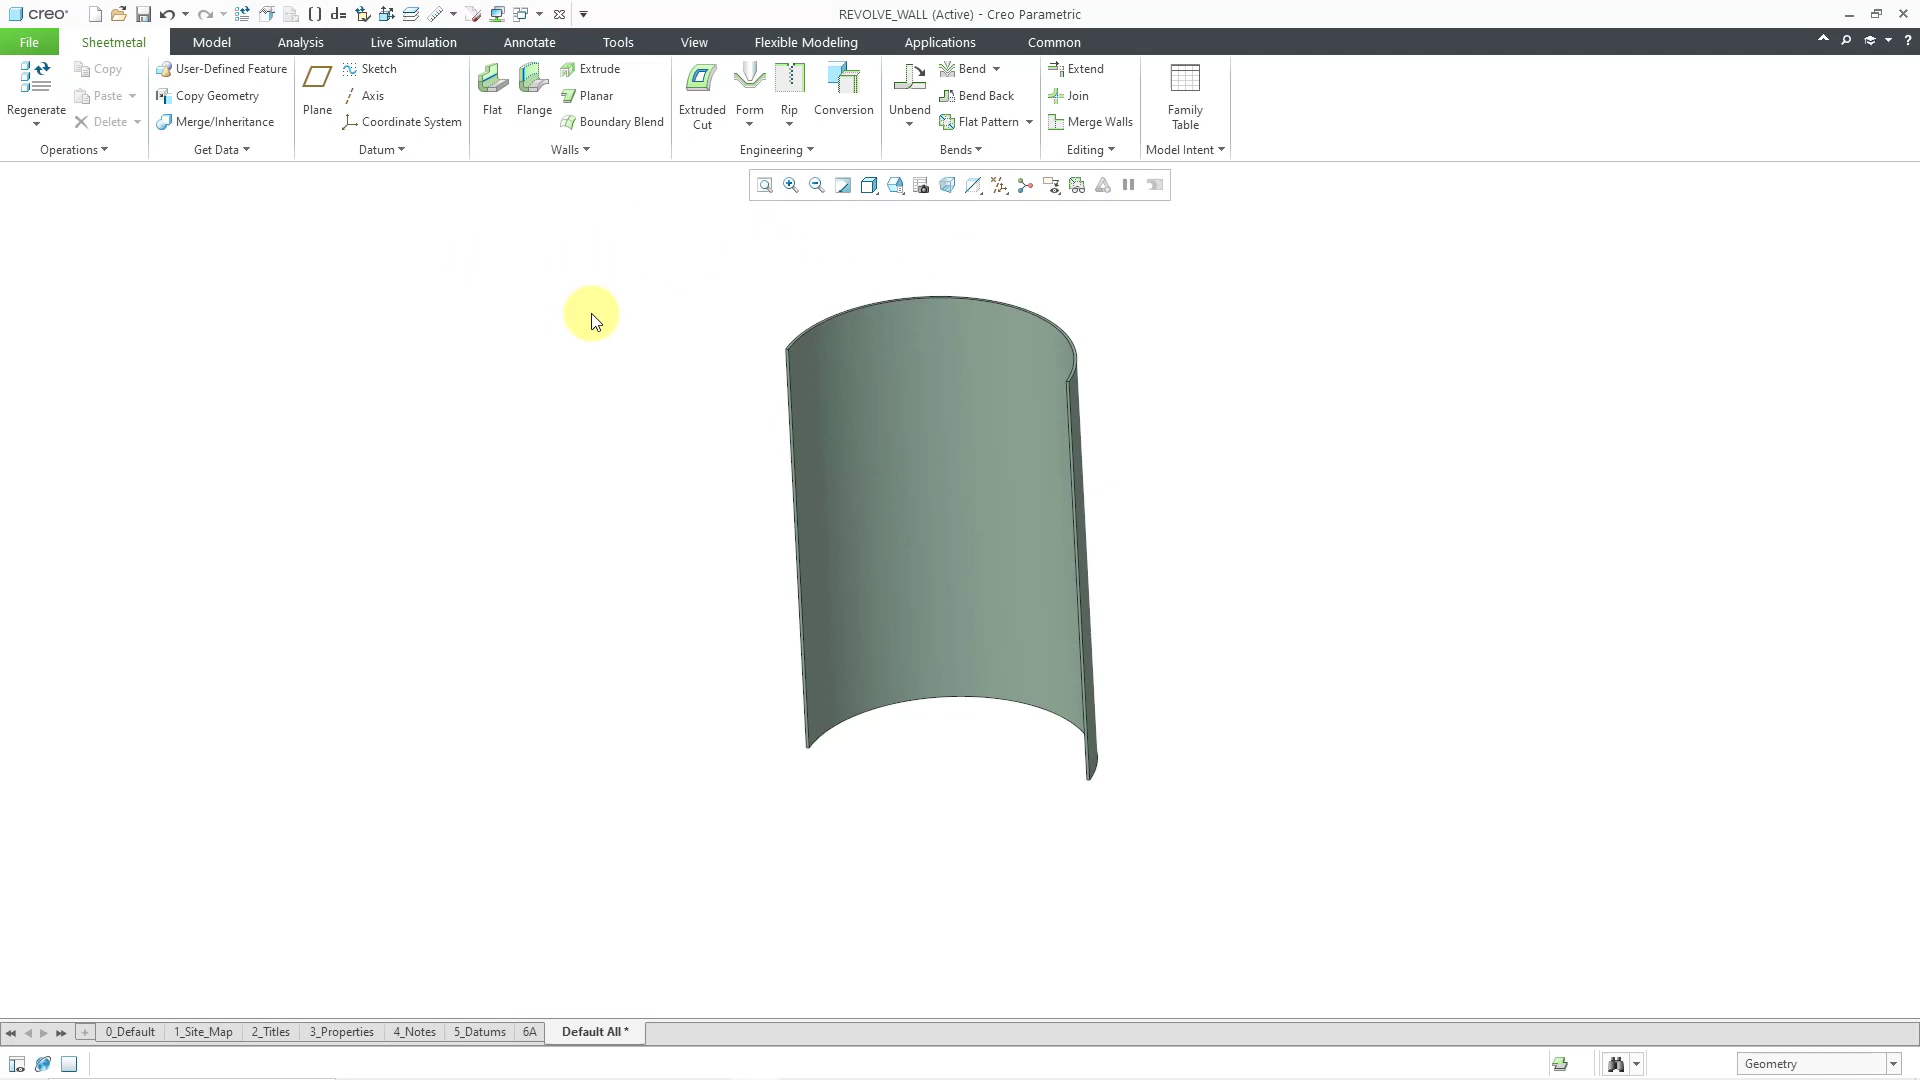 creo
REVOLVE_WALL (Active) - Creo Parametric
File
Sheetmetal
Model
Analysis
Live Simulation
Annotate
Tools
View
Flexible Modeling
Applications
Common
Regenerate
Copy
Paste
Delete
Operations
User-Defined Feature
Copy Geometry
Merge/Inheritance
Get Data
Plane
Sketch
Axis
Coordinate System
Datum
Flat
Flange
Extrude
Planar
Boundary Blend
Walls
Extruded
Cut
Form
Rip
Conversion
Engineering
Unbend
Bend
Bend Back
Flat Pattern
Bends
Extend
Join
Merge Walls
Editing
Family
Table
Model Intent
0_Default
1_Site_Map
2_Titles
3_Properties
4_Notes
5_Datums
6A
Default All *
Geometry